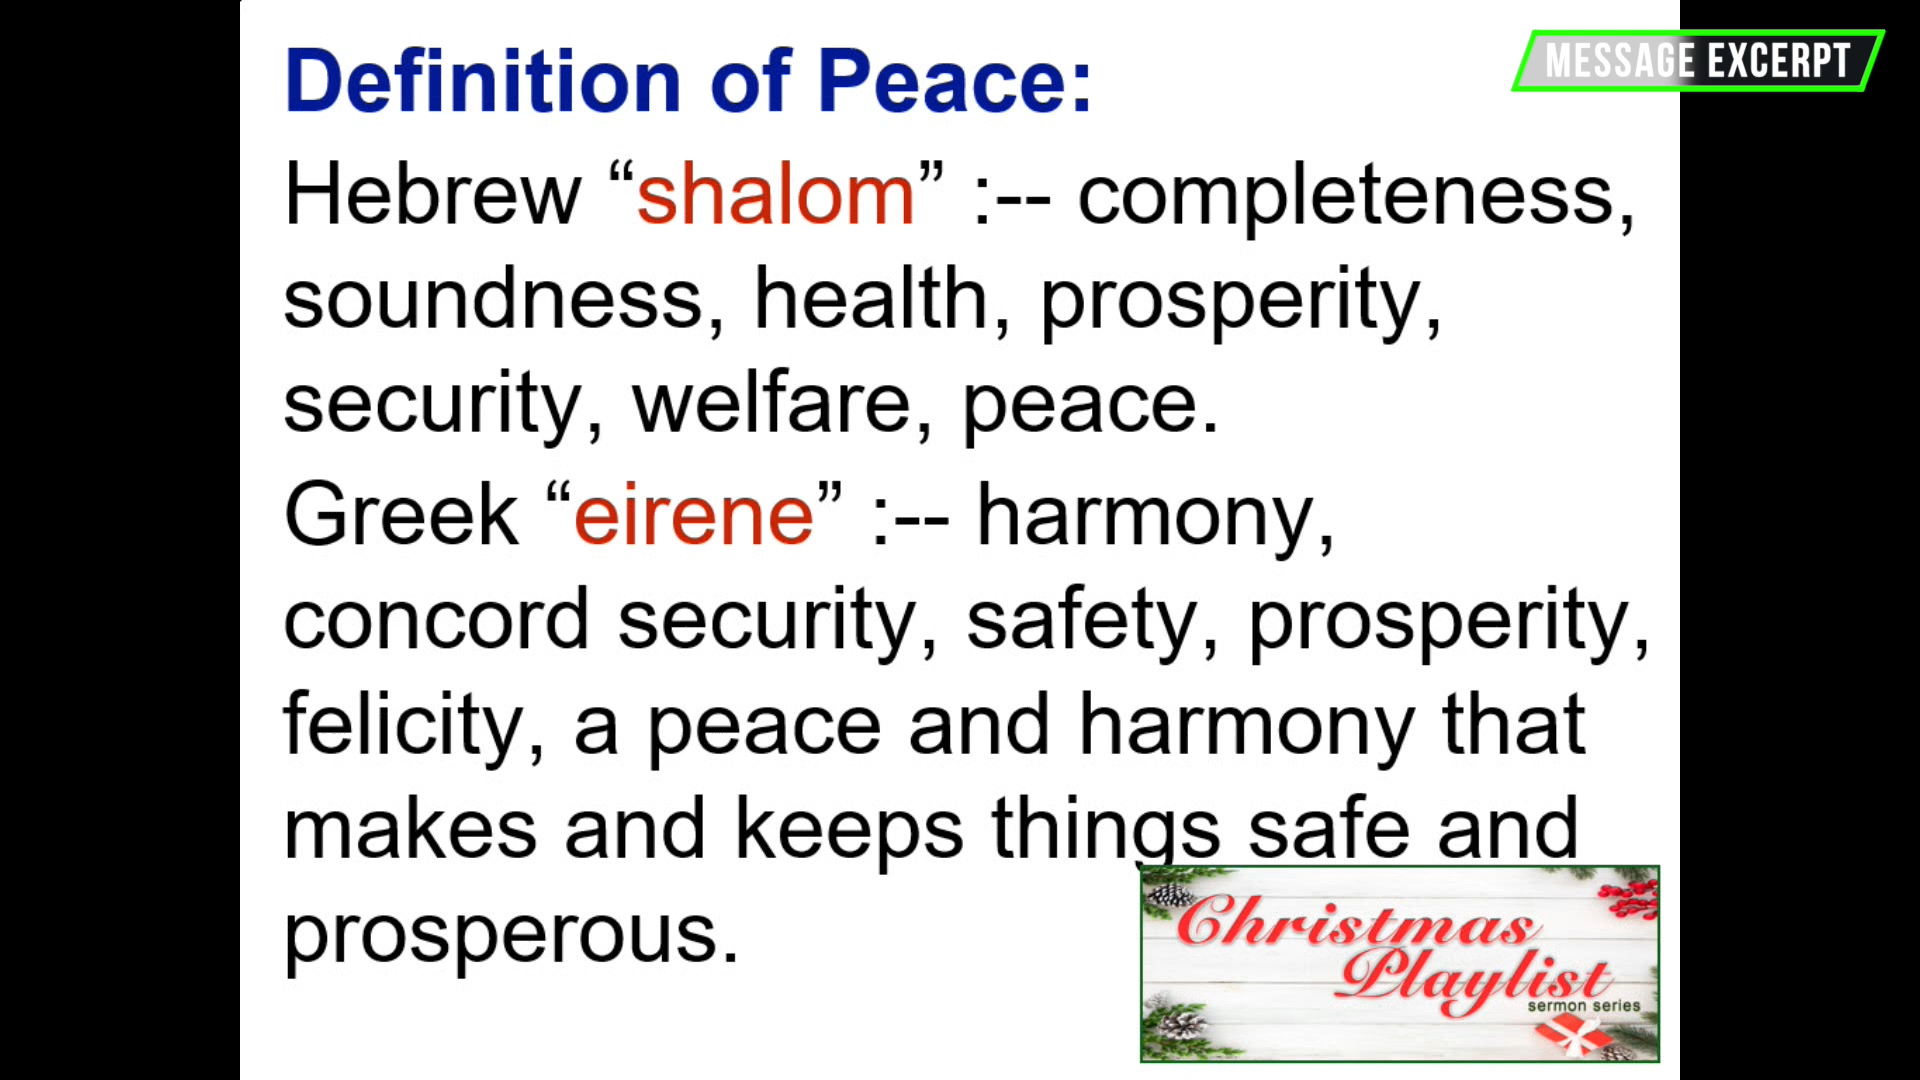 Definition of Peace:
MESSAGE EXCERPT
Hebrew “shalom” :-- completeness,
soundness, health, prosperity,
security, welfare, peace.
Greek “eirene” :-- harmony,
concord security, safety, prosperity,
felicity, a peace and harmony that
makes and keeps things safe and
prosperous.
Christmas
Playlist
sermon series